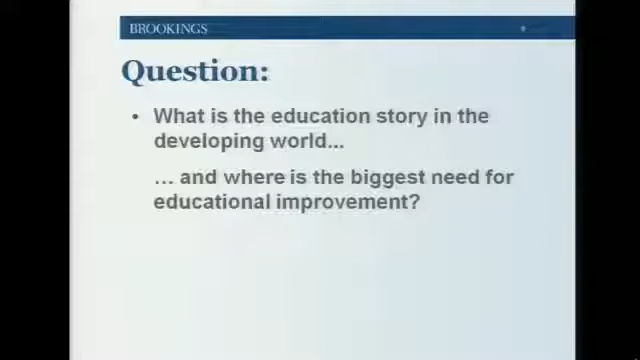 BROOKINGS
Question:
• What is the education story in the
developing world...
... and where is the biggest need for
educational improvement?